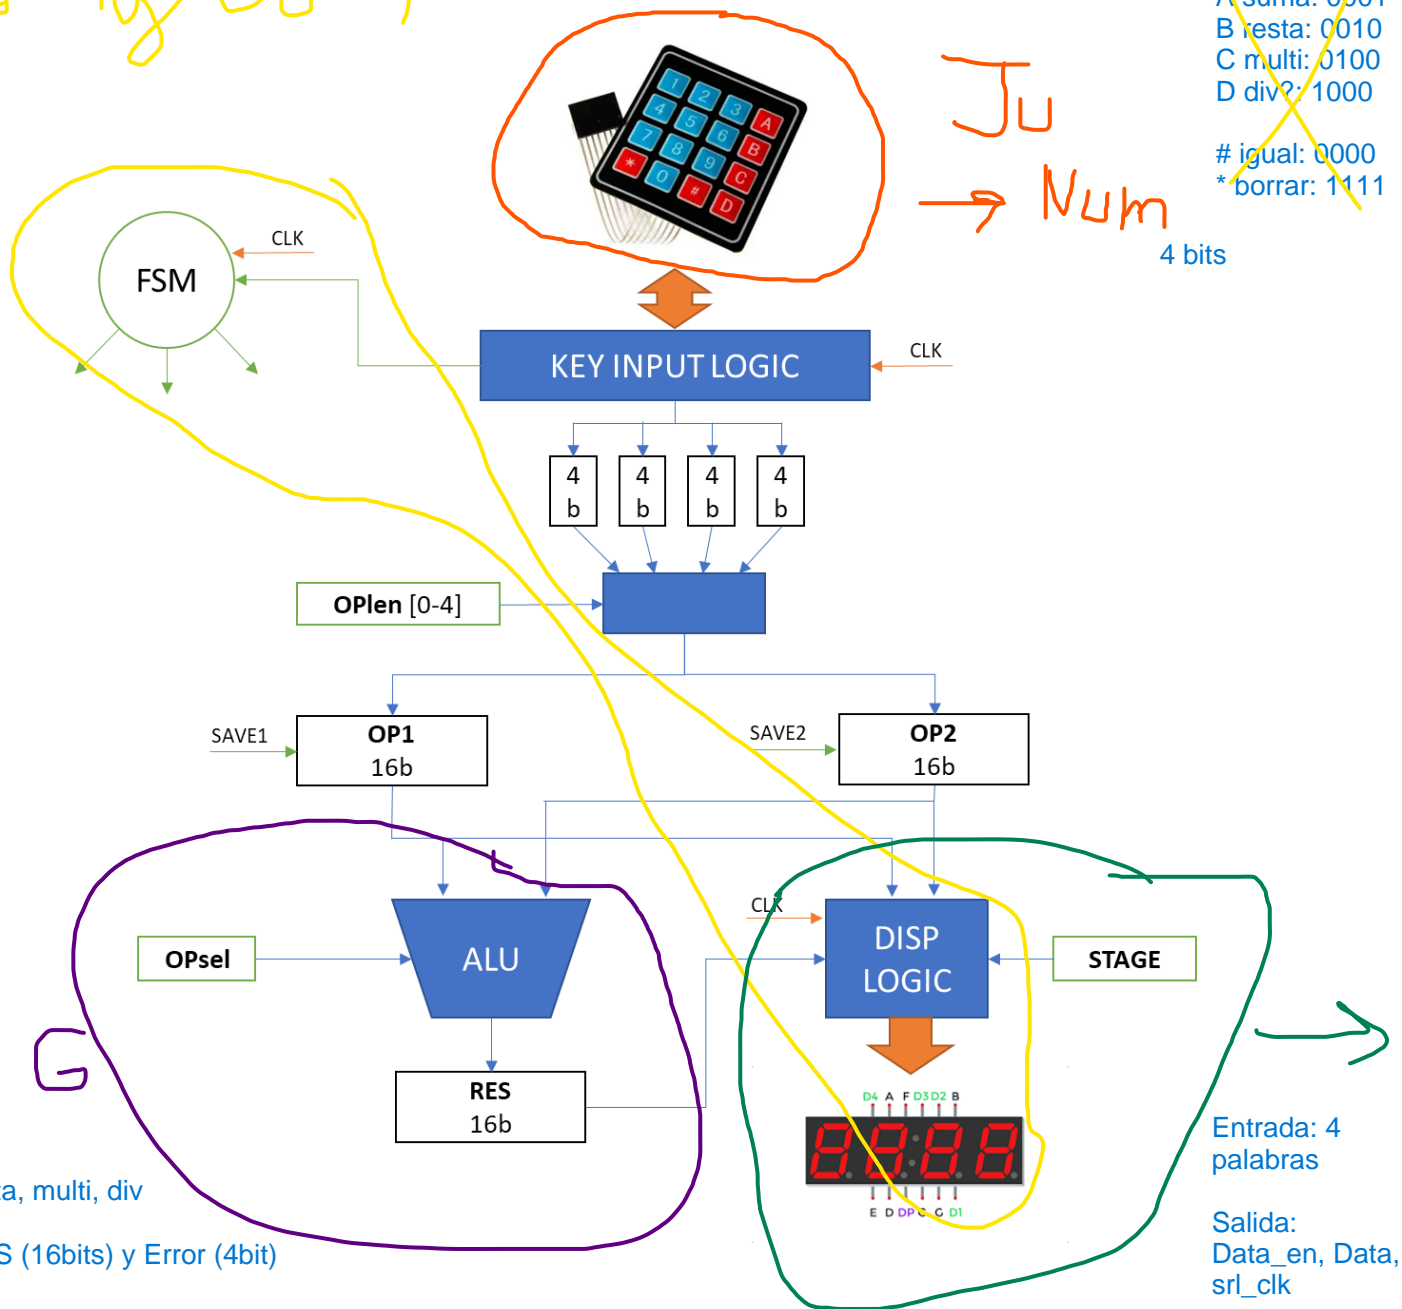 A suma: 0001
B resta: 0010
C multi: 0100
D div?: 1000
# igual: 0000
* borrar: 1111
Ju
→ Num
4 bits
1 2 3 A
4 5 6 B
7 8 9 C
* 0 # D
CLK
FSM
KEY INPUT LOGIC
CLK
4 b
4 b
4 b
4 b
OPlen [0-4]
SAVE1
OP1
16b
SAVE2
OP2
16b
OPsel
ALU
CLK
DISP
LOGIC
STAGE
G
RES
16b
D4 A F D3 D2 B
8888
E D DP C G D1
Entrada: 4
palabras
Salida:
Data_en, Data,
srl_clk
multi, div
(16bits) y Error (4bit)